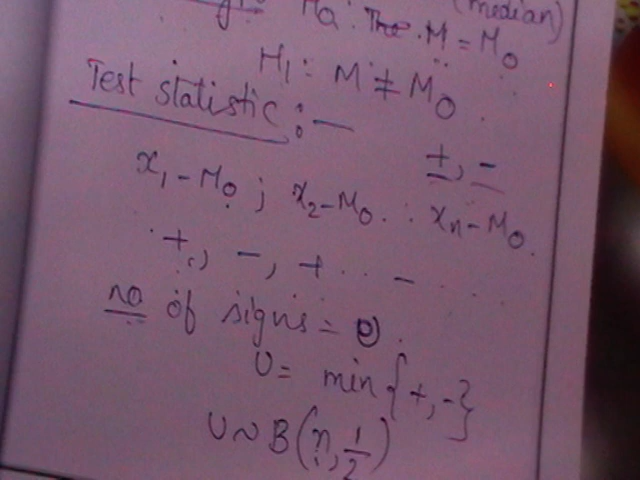 (median)
H₀: The M = M₀
H₁: M ≠ M₀
Test statistic :—
+, -
x₁-M₀ ; x₂-M₀ . . xₙ-M₀.
+, -, + . . - . . .
no of signs = U.
U = min{+, -}
U ~ B(n, 1/2)